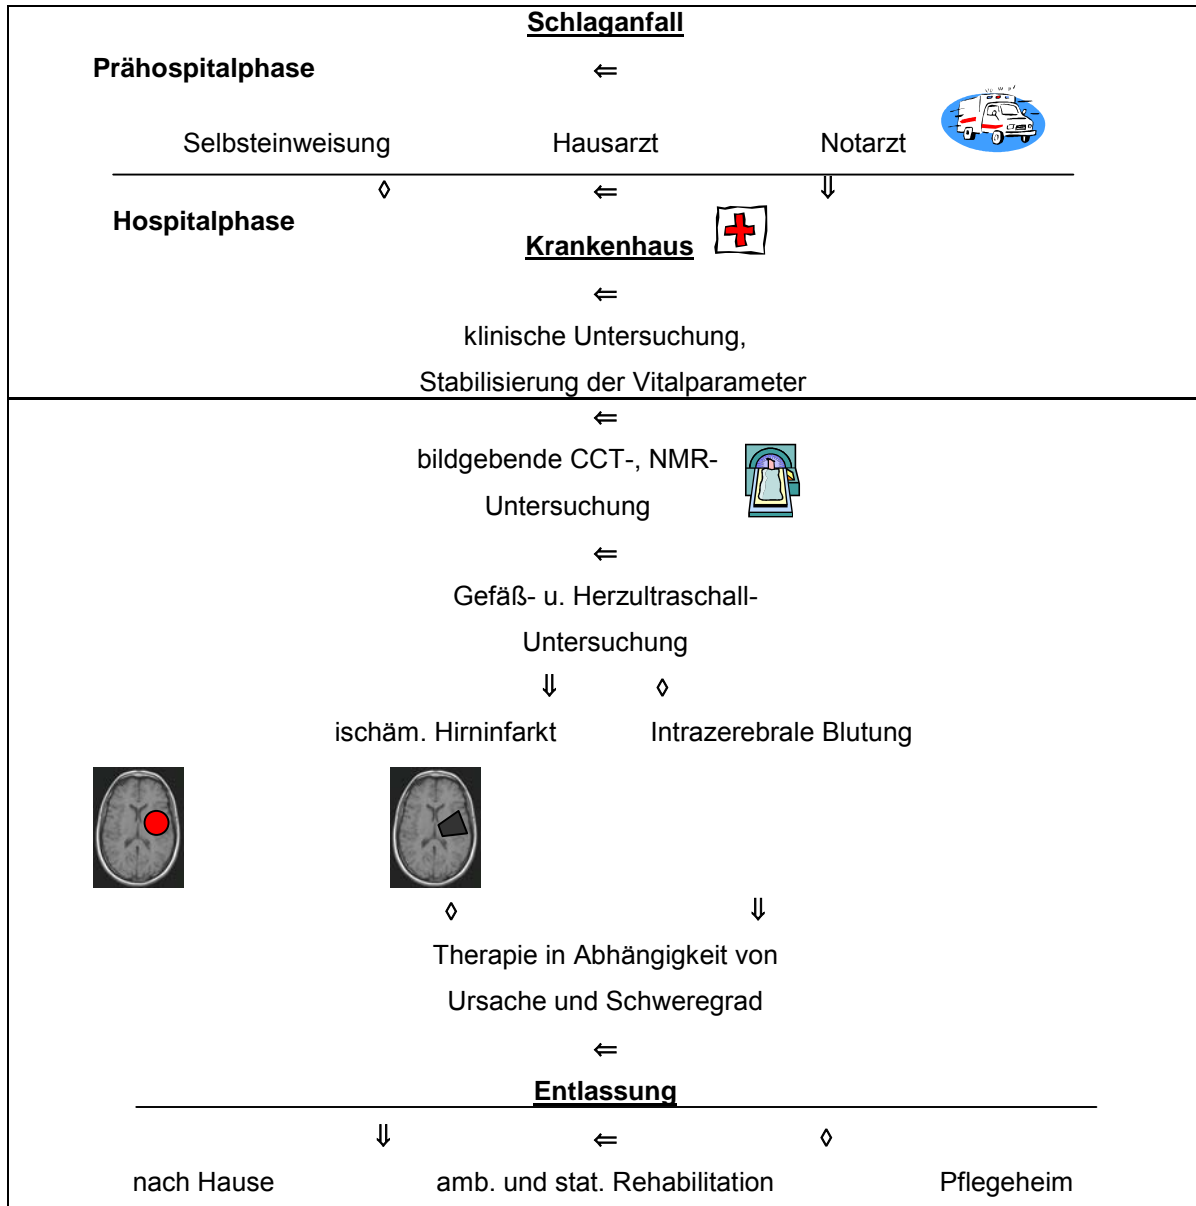 Schlaganfall
Prähospitalphase ⇐
Selbsteinweisung Hausarzt Notarzt
◊ ⇐ ⇓
Hospitalphase
Krankenhaus
⇐
klinische Untersuchung,
Stabilisierung der Vitalparameter
⇐
bildgebende CCT-, NMR-
Untersuchung
⇐
Gefäß- u. Herzultraschall-
Untersuchung
⇓ ◊
ischäm. Hirninfarkt Intrazerebrale Blutung
◊ ⇓
Therapie in Abhängigkeit von
Ursache und Schweregrad
⇐
Entlassung
⇓ ⇐ ◊
nach Hause amb. und stat. Rehabilitation Pflegeheim